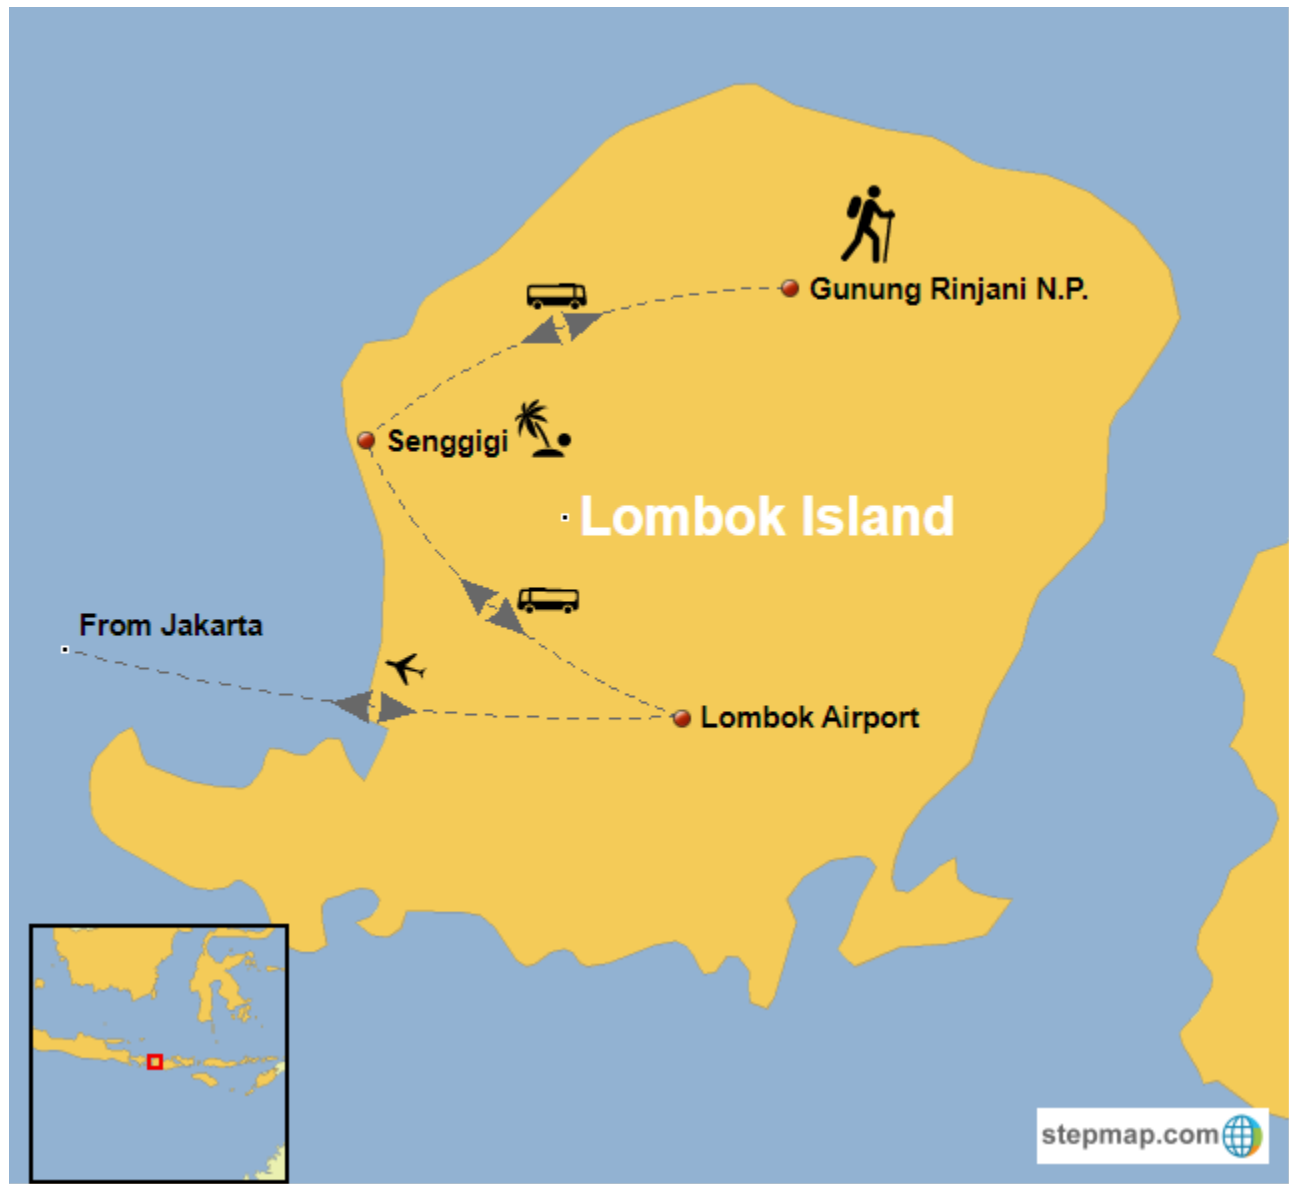 Gunung Rinjani N.P.
Senggigi
Lombok Island
From Jakarta
Lombok Airport
stepmap.com